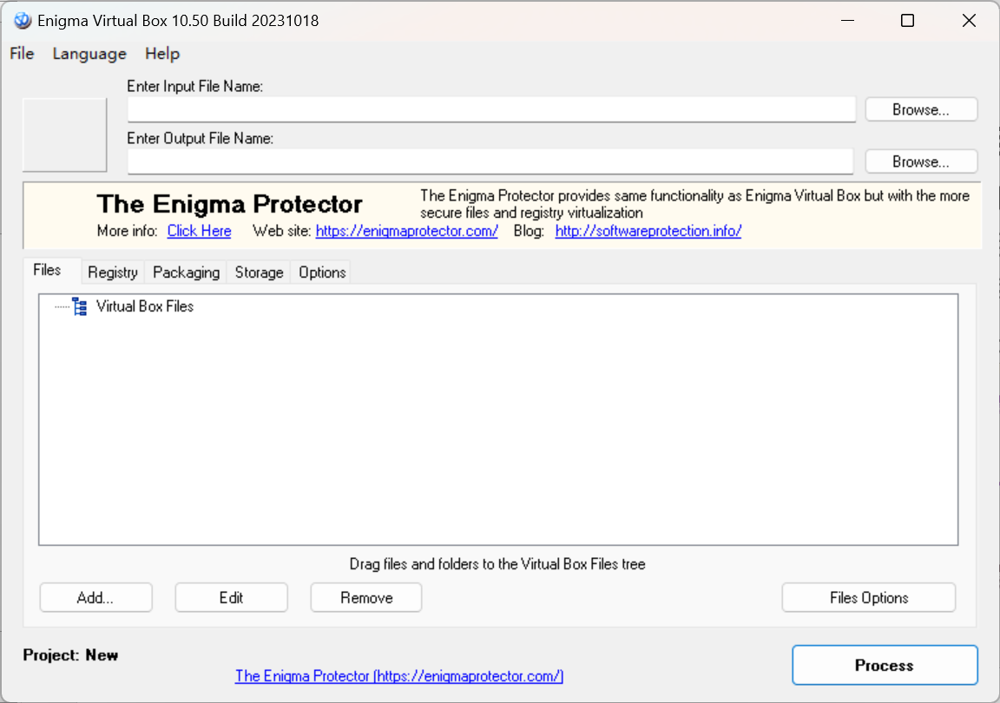 Enigma Virtual Box 10.50 Build 20231018
File Language Help
Enter Input File Name:
Browse...
Enter Output File Name:
Browse...
The Enigma Protector
The Enigma Protector provides same functionality as Enigma Virtual Box but with the more
secure files and registry virtualization
More info: Click Here Web site: https://enigmaprotector.com/ Blog: http://softwareprotection.info/
Files Registry Packaging Storage Options
Virtual Box Files
Drag files and folders to the Virtual Box Files tree
Add... Edit Remove Files Options
Project: New
The Enigma Protector (https://enigmaprotector.com/)
Process